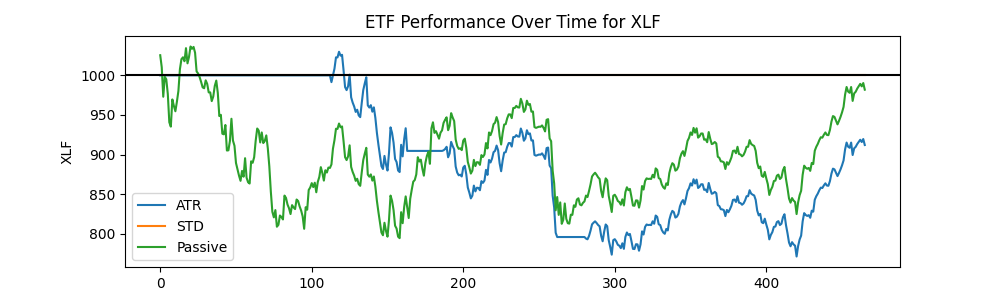 ETF Performance Over Time for XLF
XLF
1000
950
900
850
800
ATR
STD
Passive
0 100 200 300 400